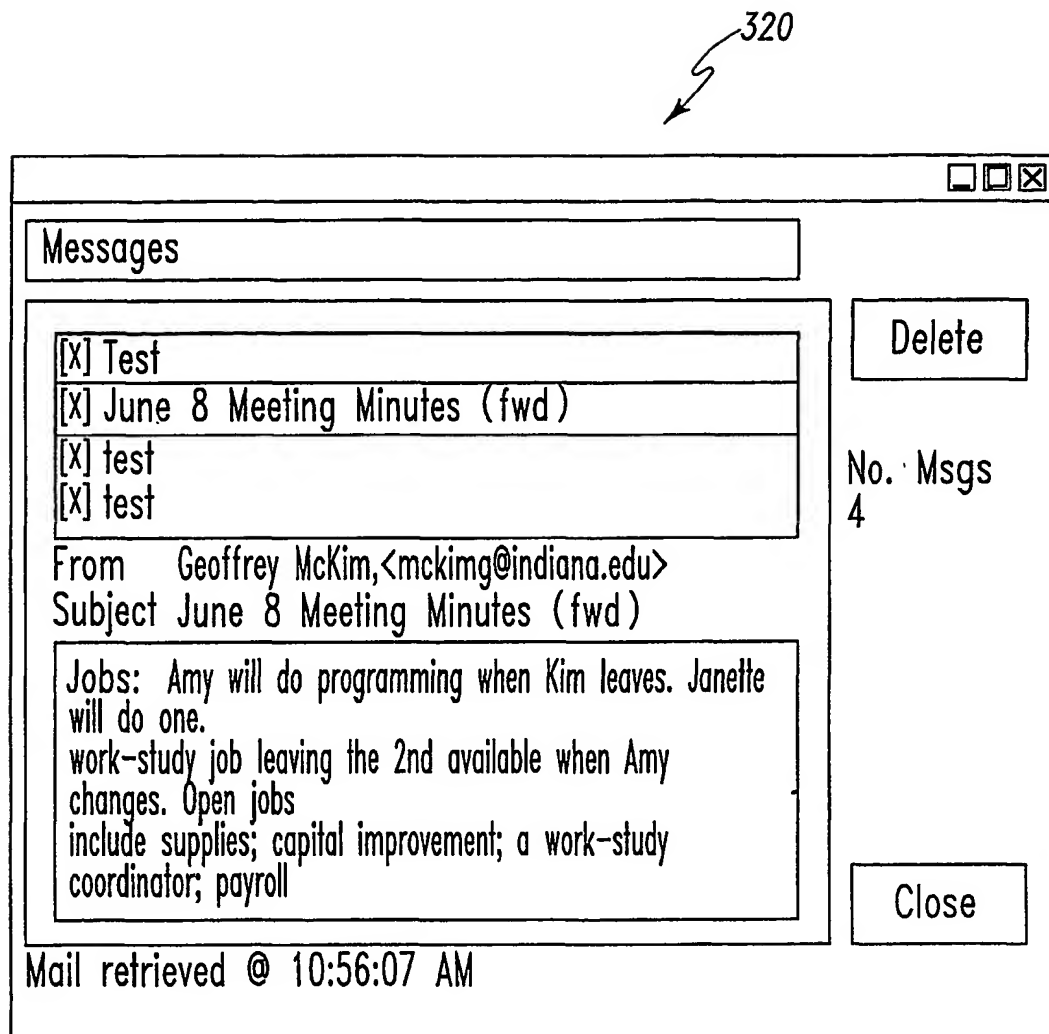 320
Messages
[X] Test
[X] June 8 Meeting Minutes (fwd)
[X] test
[X] test
Delete
No. Msgs
4
From Geoffrey McKim,<mckimg@indiana.edu>
Subject June 8 Meeting Minutes (fwd)
Jobs: Amy will do programming when Kim leaves. Janette
will do one.
work-study job leaving the 2nd available when Amy
changes. Open jobs
include supplies; capital improvement; a work-study
coordinator; payroll
Close
Mail retrieved @ 10:56:07 AM